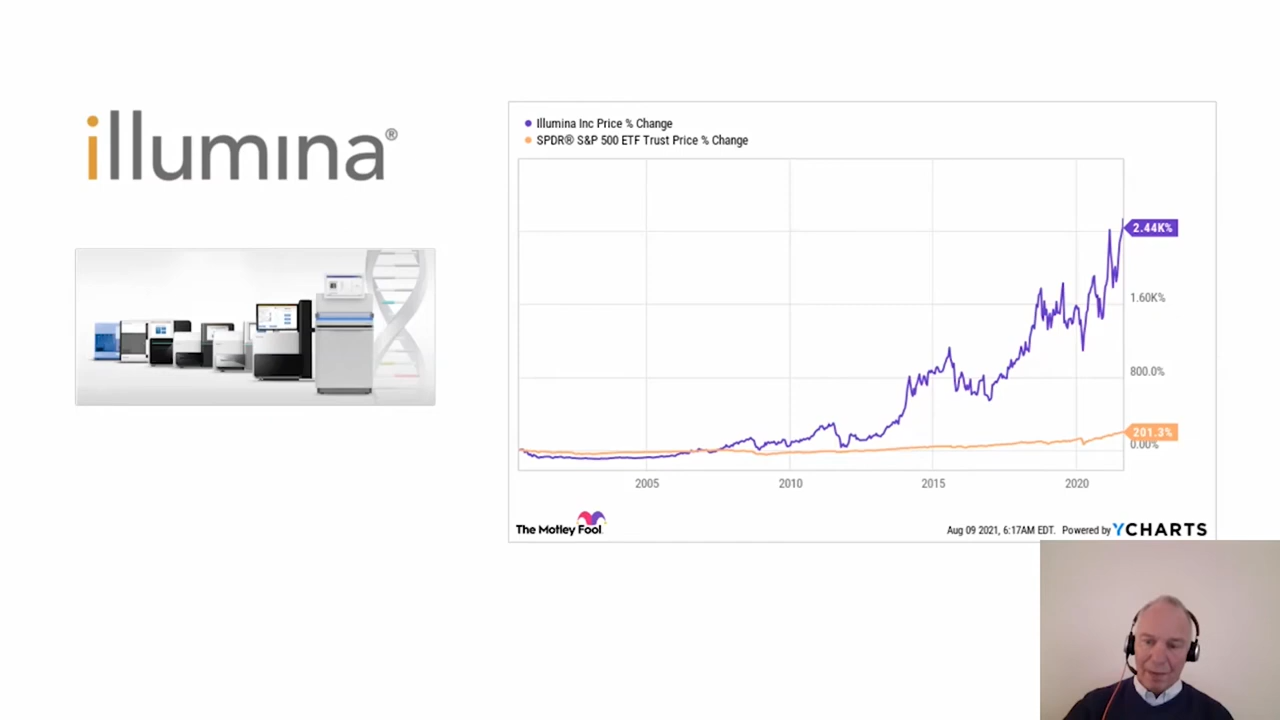 illumina®
Illumina Inc Price % Change
SPDR® S&P 500 ETF Trust Price % Change
2.44K%
1.60K%
800.0%
201.3%
0.00%
2005 2010 2015 2020
The Motley Fool
Aug 09 2021, 6:17AM EDT. Powered by YCHARTS